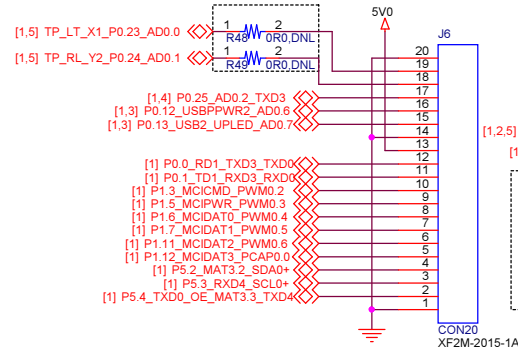 5V0
J6
[1,5] TP_LT_X1_P0.23_AD0.0 1 2
R48 0R0,DNL
20
19
[1,5] TP_RL_Y2_P0.24_AD0.1 1 2
R49 0R0,DNL
18
[1,4] P0.25_AD0.2_TXD3 17
[1,3] P0.12_USBPPWR2_AD0.6 16
[1,3] P0.13_USB2_UPLED_AD0.7 15
14
[1,2,5]
13
[1] P0.0_RD1_TXD3_TXD0 12
[1] P0.1_TD1_RXD3_RXD0 11
[1] P1.3_MCICMD_PWM0.2 10
[1] P1.5_MCIPWR_PWM0.3 9
[1] P1.6_MCIDAT0_PWM0.4 8
[1] P1.7_MCIDAT1_PWM0.5 7
[1] P1.11_MCIDAT2_PWM0.6 6
[1] P1.12_MCIDAT3_PCAP0.0 5
[1] P5.2_MAT3.2_SDA0+ 4
[1] P5.3_RXD4_SCL0+ 3
[1] P5.4_TXD0_OE_MAT3.3_TXD4 2
1
CON20
XF2M-2015-1A